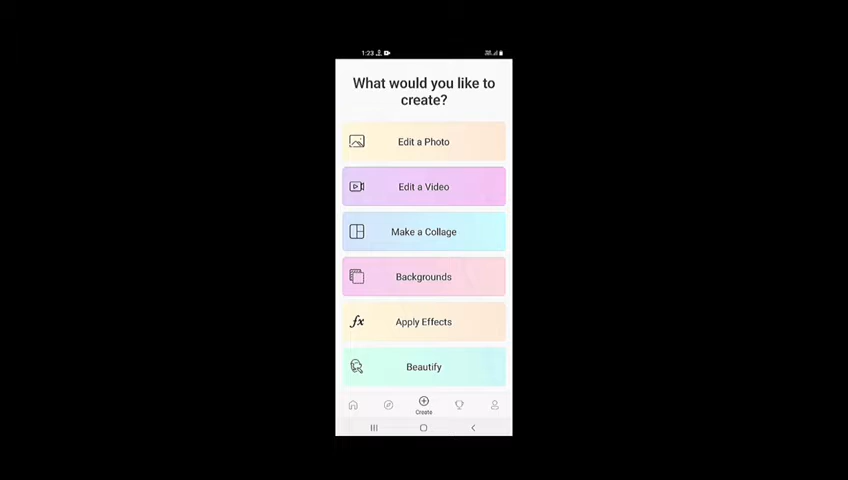 1:23
What would you like to
create?
Edit a Photo
Edit a Video
Make a Collage
Backgrounds
fx Apply Effects
Beautify
Create